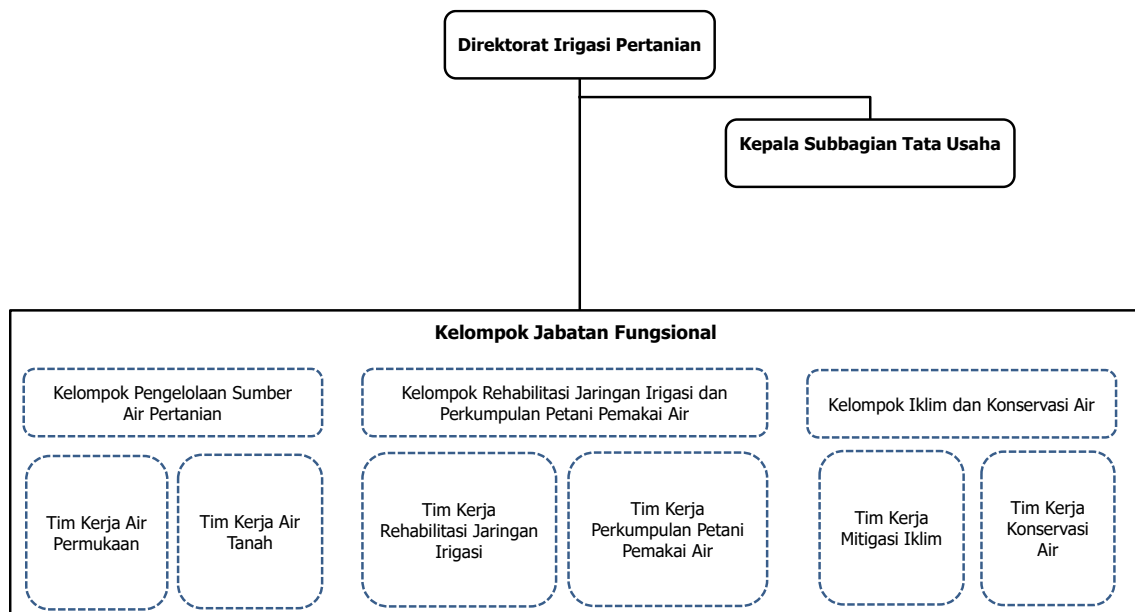 Direktorat Irigasi Pertanian
Kepala Subbagian Tata Usaha
Kelompok Jabatan Fungsional
Kelompok Pengelolaan Sumber
Air Pertanian
Kelompok Rehabilitasi Jaringan Irigasi dan
Perkumpulan Petani Pemakai Air
Kelompok Iklim dan Konservasi Air
Tim Kerja Air
Permukaan
Tim Kerja Air
Tanah
Tim Kerja
Rehabilitasi Jaringan
Irigasi
Tim Kerja
Perkumpulan Petani
Pemakai Air
Tim Kerja
Mitigasi Iklim
Tim Kerja
Konservasi
Air